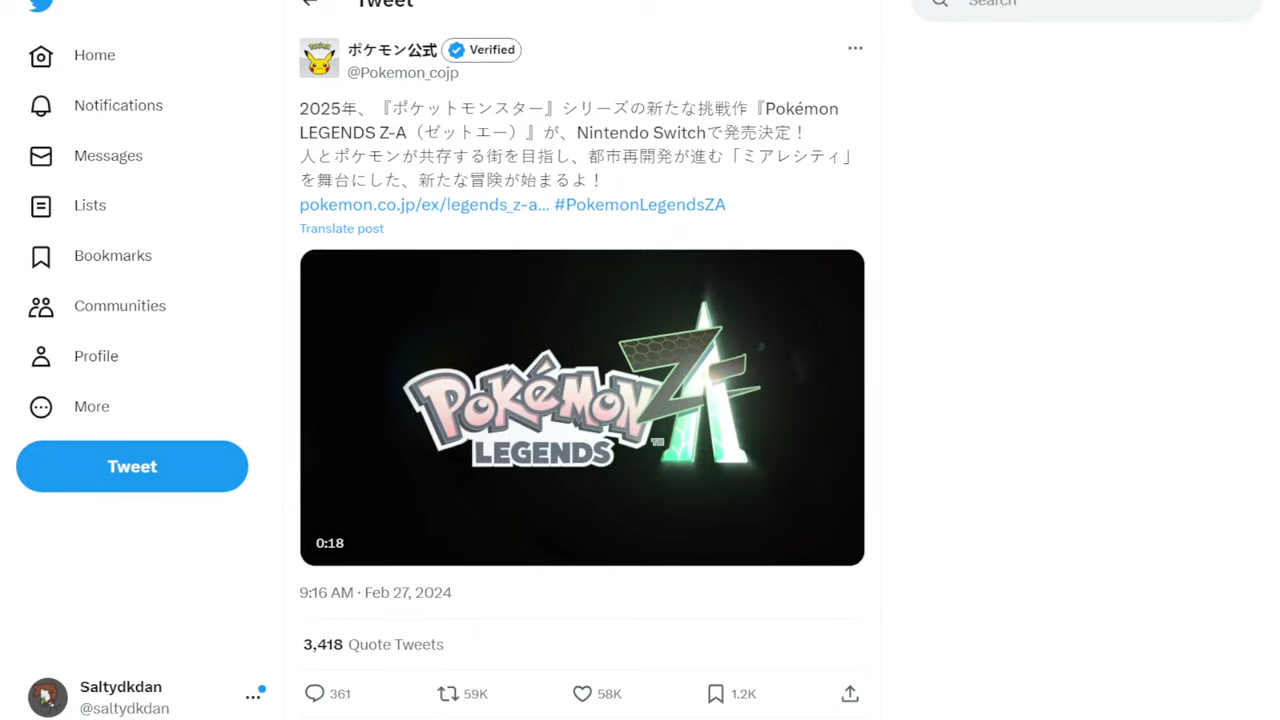 Tweet
Search
Home
Notifications
Messages
Lists
Bookmarks
Communities
Profile
More
Tweet
Saltydkdan
@saltydkdan
ポケモン公式 Verified
@Pokemon_cojp
2025年、『ポケットモンスター』シリーズの新たな挑戦作『Pokémon
LEGENDS Z-A（ゼットエー）』が、Nintendo Switchで発売決定！
人とポケモンが共存する街を目指し、都市再開発が進む「ミアレシティ」
を舞台にした、新たな冒険が始まるよ！
pokemon.co.jp/ex/legends_z-a... #PokemonLegendsZA
Translate post
POKéMON
LEGENDS
TM
Z-A
0:18
9:16 AM · Feb 27, 2024
3,418 Quote Tweets
361 59K 58K 1.2K